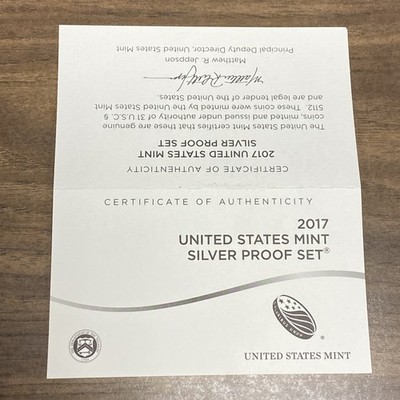 CERTIFICATE OF AUTHENTICITY
2017
UNITED STATES MINT
SILVER PROOF SET®
UNITED STATES MINT
CERTIFICATE OF AUTHENTICITY
2017 UNITED STATES MINT
SILVER PROOF SET
The United States Mint certifies that these are genuine
coins, minted and issued under authority of 31 U.S.C. §
5112. These coins were minted by the United States Mint
and are legal tender of the United States.
Matthew R. Jeppson
Principal Deputy Director, United States Mint